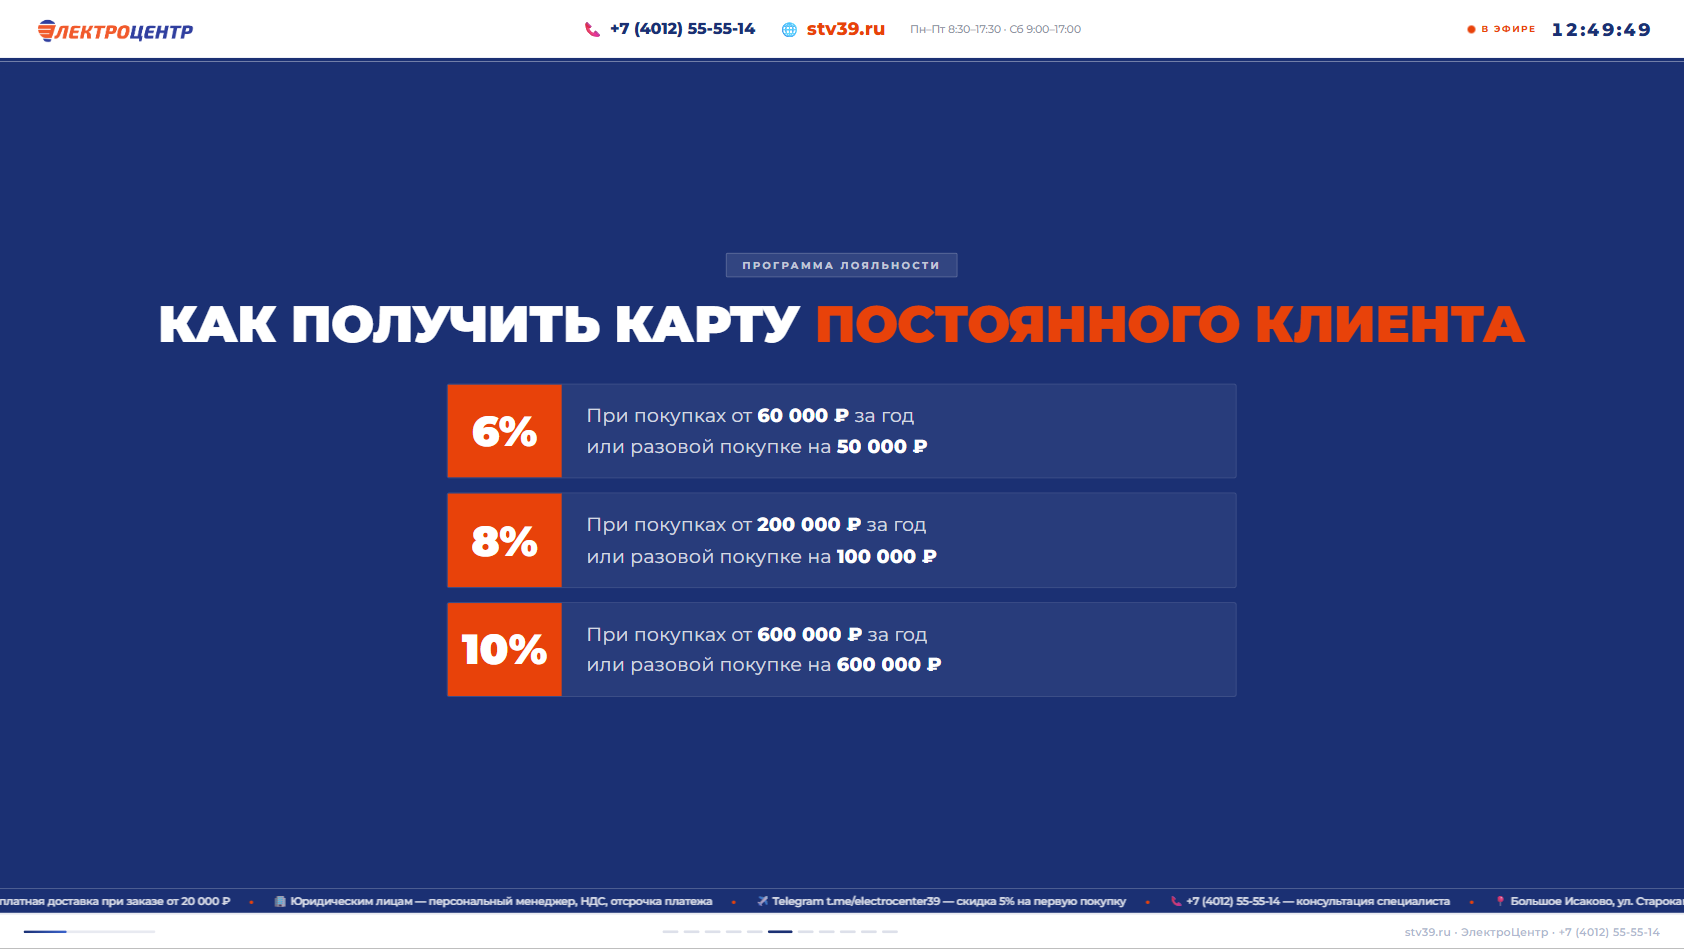 ЭЛЕКТРОЦЕНТР
+7 (4012) 55-55-14
stv39.ru
Пн–Пт 8:30–17:30 · Сб 9:00–17:00
В ЭФИРЕ
12:49:49
ПРОГРАММА ЛОЯЛЬНОСТИ
КАК ПОЛУЧИТЬ КАРТУ ПОСТОЯННОГО КЛИЕНТА
6%
При покупках от 60 000 ₽ за год
или разовой покупке на 50 000 ₽
8%
При покупках от 200 000 ₽ за год
или разовой покупке на 100 000 ₽
10%
При покупках от 600 000 ₽ за год
или разовой покупке на 600 000 ₽
доставка при заказе от 20 000 ₽ • Юридическим лицам — персональный менеджер, НДС, отсрочка платежа • Telegram t.me/electrocenter39 — скидка 5% на первую покупку • +7 (4012) 55-55-14 — консультация специалиста • Большое Исаково, ул.
stv39.ru · ЭлектроЦентр · +7 (4012) 55-55-14